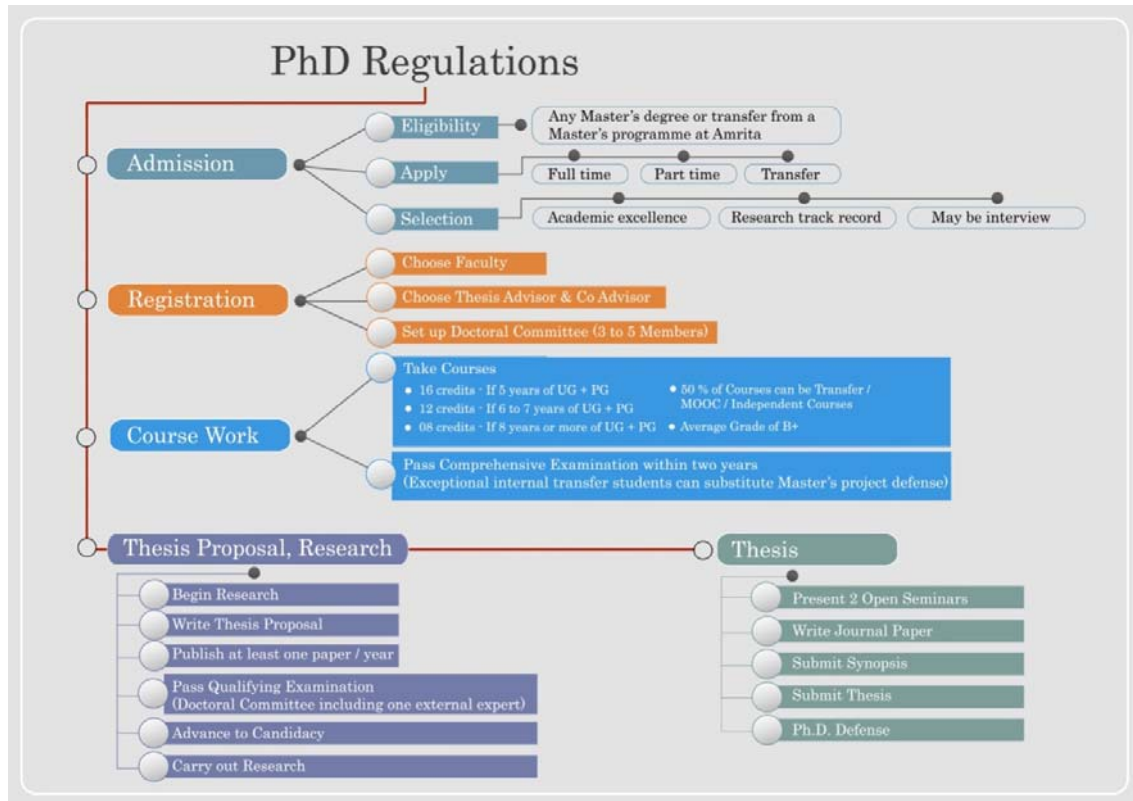 PhD Regulations
Admission
Eligibility
Any Master's degree or transfer from a
Master's programme at Amrita
Apply
Full time
Part time
Transfer
Selection
Academic excellence
Research track record
May be interview
Registration
Choose Faculty
Choose Thesis Advisor & Co Advisor
Set up Doctoral Committee (3 to 5 Members)
Course Work
Take Courses
• 16 credits - If 5 years of UG + PG
• 12 credits - If 6 to 7 years of UG + PG
• 08 credits - If 8 years or more of UG + PG
• 50 % of Courses can be Transfer /
MOOC / Independent Courses
• Average Grade of B+
Pass Comprehensive Examination within two years
(Exceptional internal transfer students can substitute Master's project defense)
Thesis Proposal, Research
Begin Research
Write Thesis Proposal
Publish at least one paper / year
Pass Qualifying Examination
(Doctoral Committee including one external expert)
Advance to Candidacy
Carry out Research
Thesis
Present 2 Open Seminars
Write Journal Paper
Submit Synopsis
Submit Thesis
Ph.D. Defense